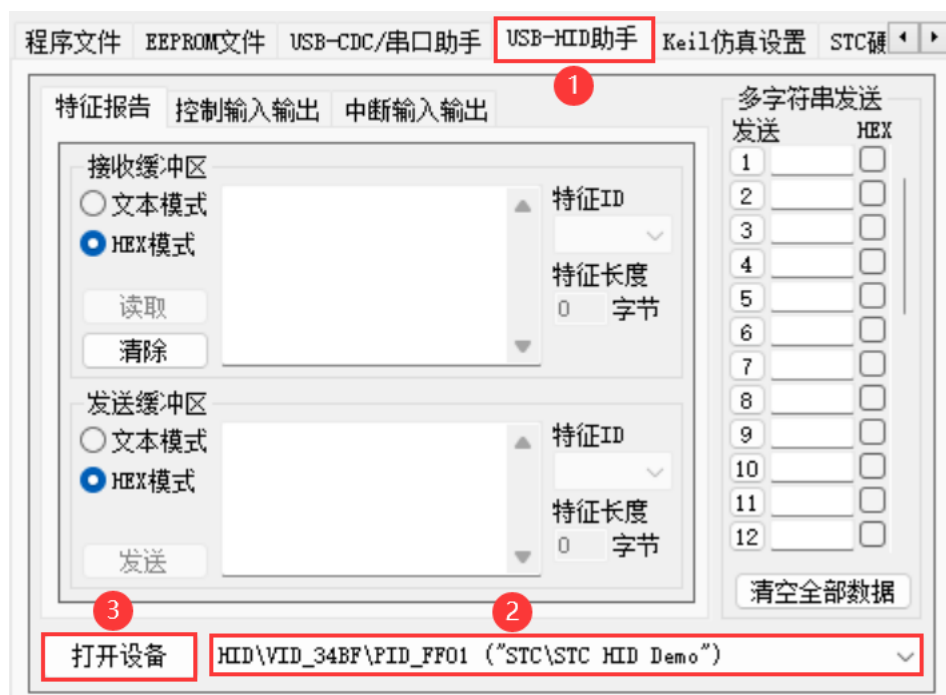 程序文件 EEPROM文件 USB-CDC/串口助手 USB-HID助手 Keil仿真设置 STC硬
1
特征报告 控制输入输出 中断输入输出
接收缓冲区
文本模式
HEX模式
读取
清除
特征ID
特征长度
0 字节
发送缓冲区
文本模式
HEX模式
发送
特征ID
特征长度
0 字节
多字符串发送
发送 HEX
1
2
3
4
5
6
7
8
9
10
11
12
清空全部数据
3
2
打开设备 HID\VID_34BF\PID_FF01 ("STC\STC HID Demo")